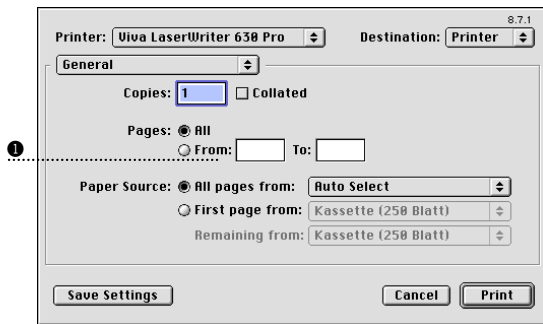 8.7.1
Printer: Viva LaserWriter 630 Pro Destination: Printer
General
Copies: 1 Collated
Pages: All
❶ From: To:
Paper Source: All pages from: Auto Select
First page from: Kassette (250 Blatt)
Remaining from: Kassette (250 Blatt)
Save Settings Cancel Print